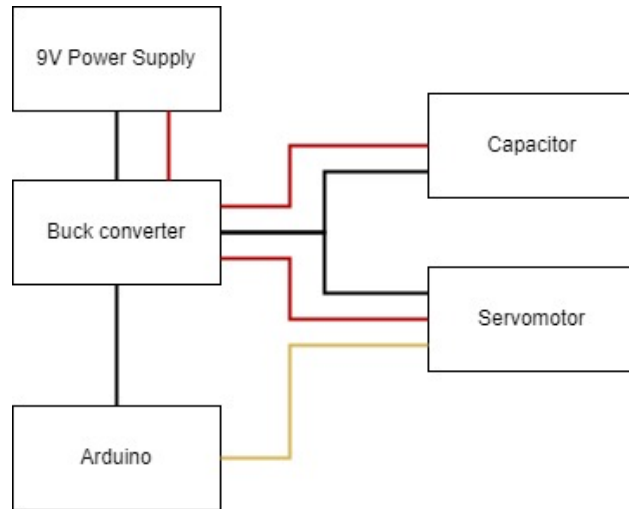 9V Power Supply
Capacitor
Buck converter
Servomotor
Arduino